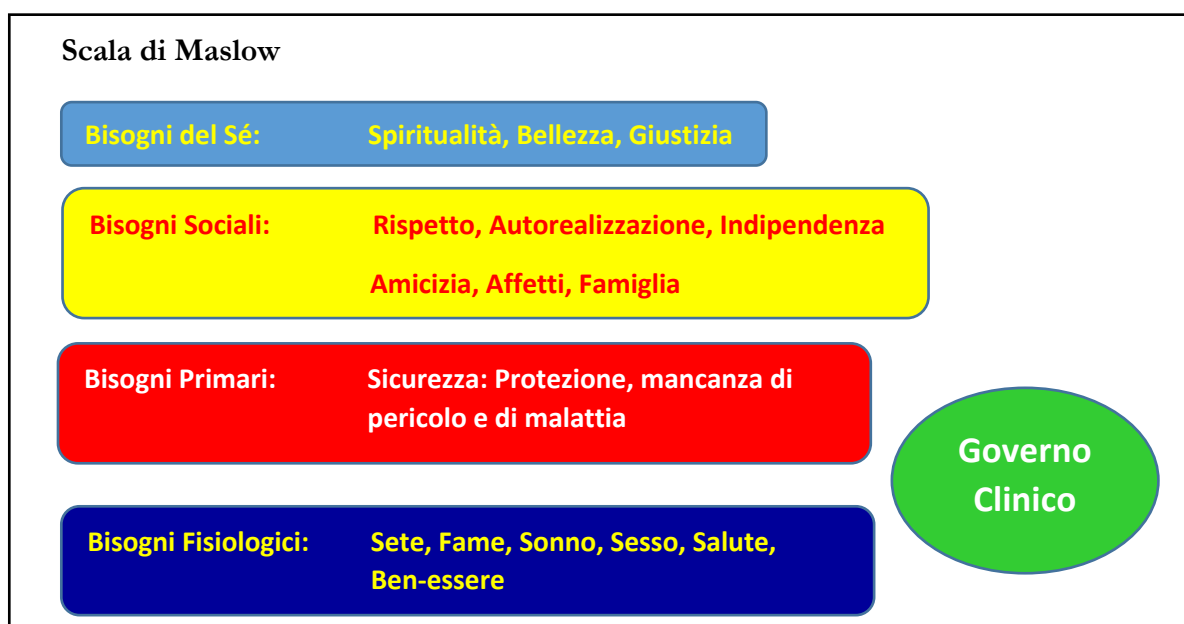 Scala di Maslow
Bisogni del Sé: Spiritualità, Bellezza, Giustizia
Bisogni Sociali: Rispetto, Autorealizzazione, Indipendenza
Amicizia, Affetti, Famiglia
Bisogni Primari: Sicurezza: Protezione, mancanza di
pericolo e di malattia
Governo
Clinico
Bisogni Fisiologici: Sete, Fame, Sonno, Sesso, Salute,
Ben-essere